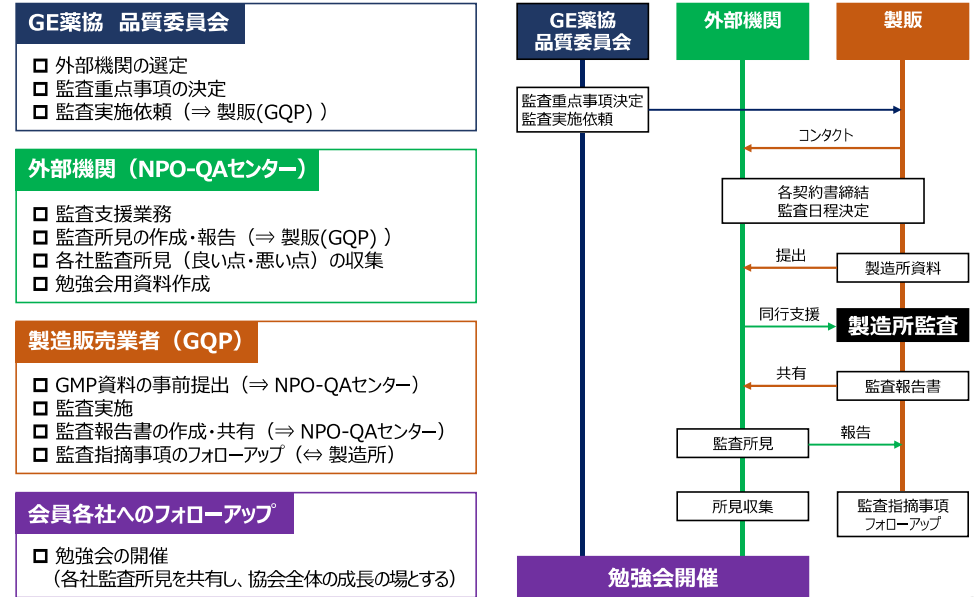 GE薬協 品質委員会
外部機関の選定
監査重点事項の決定
監査実施依頼（⇒ 製販(GQP) ）
外部機関（NPO-QAセンター）
監査支援業務
監査所見の作成・報告（⇒ 製販(GQP) ）
各社監査所見（良い点・悪い点）の収集
勉強会用資料作成
製造販売業者（GQP）
GMP資料の事前提出（⇒ NPO-QAセンター）
監査実施
監査報告書の作成・共有（⇒ NPO-QAセンター）
監査指摘事項のフォローアップ（⇔ 製造所）
会員各社へのフォローアップ
勉強会の開催
（各社監査所見を共有し、協会全体の成長の場とする）
GE薬協
品質委員会
外部機関
製販
監査重点事項決定
監査実施依頼
コンタクト
各契約書締結
監査日程決定
提出
製造所資料
同行支援
製造所監査
共有
監査報告書
監査所見
報告
所見収集
監査指摘事項
フォローアップ
勉強会開催